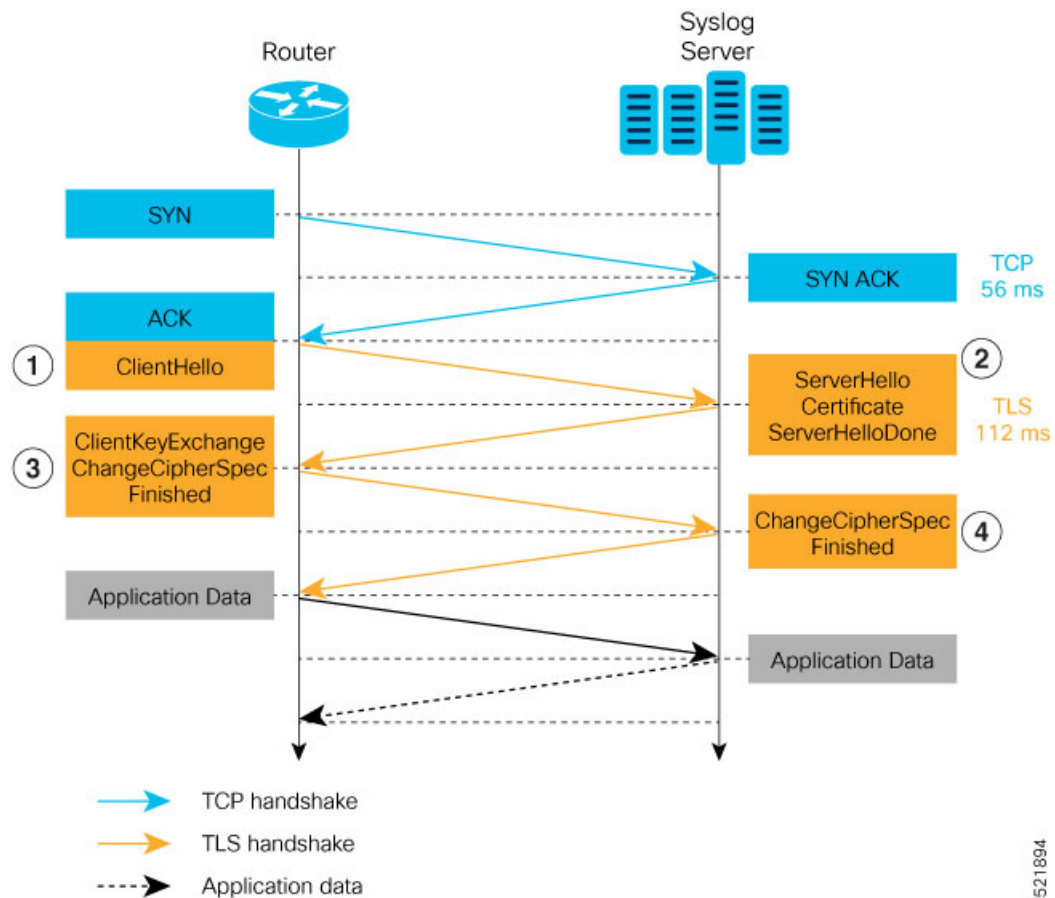 Router
Syslog
Server
SYN
SYN ACK
TCP
56 ms
ACK
1
ClientHello
2
ServerHello
Certificate
ServerHelloDone
TLS
112 ms
3
ClientKeyExchange
ChangeCipherSpec
Finished
ChangeCipherSpec
Finished
4
Application Data
Application Data
TCP handshake
TLS handshake
Application data
521894